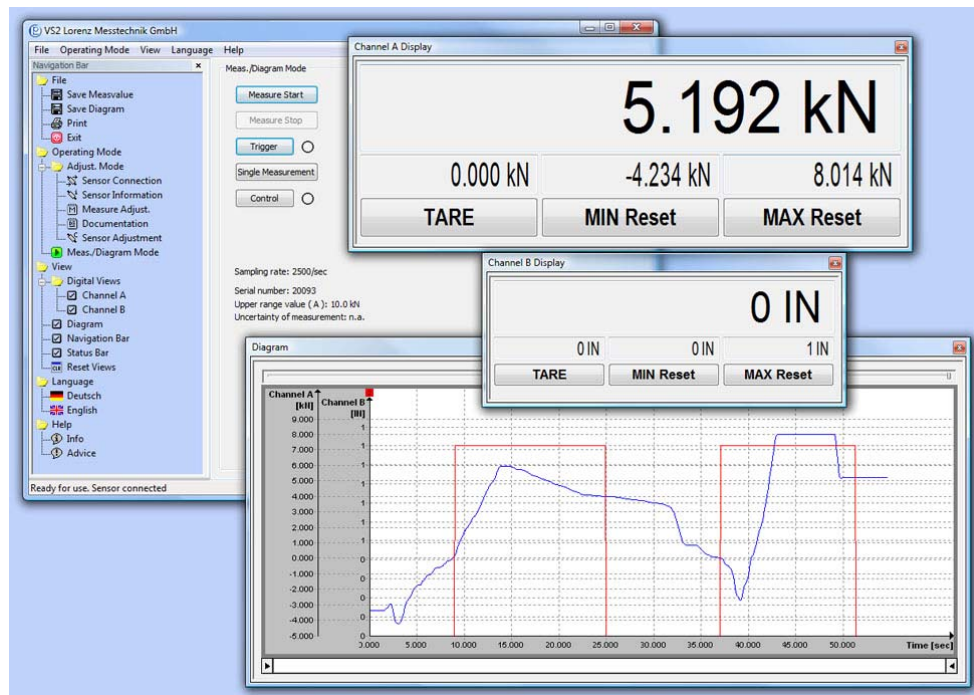 VS2 Lorenz Messtechnik GmbH
File Operating Mode View Language Help
Navigation Bar
File
Save Measvalue
Save Diagram
Print
Exit
Operating Mode
Adjust. Mode
Sensor Connection
Sensor Information
Measure Adjust.
Documentation
Sensor Adjustment
Meas./Diagram Mode
View
Digital Views
Channel A
Channel B
Diagram
Navigation Bar
Status Bar
Reset Views
Language
Deutsch
English
Help
Info
Advice
Ready for use. Sensor connected
Meas./Diagram Mode
Measure Start
Measure Stop
Trigger
Single Measurement
Control
Sampling rate: 2500/sec
Serial number: 20093
Upper range value ( A ): 10.0 kN
Uncertainty of measurement: n.a.
Channel A Display
5.192 kN
0.000 kN -4.234 kN 8.014 kN
TARE MIN Reset MAX Reset
Channel B Display
0 IN
0 IN 0 IN 1 IN
TARE MIN Reset MAX Reset
Diagram
Channel A
[kN]
Channel B
[IN]
9.000
1
8.000
7.000
1
6.000
5.000
1
4.000
1
3.000
2.000
1
1.000
1
0.000
0
-1.000
-2.000
0
-3.000
-4.000
0
-5.000
0
5.000 10.000 15.000 20.000 25.000 30.000 35.000 40.000 45.000 50.000 Time [sec]